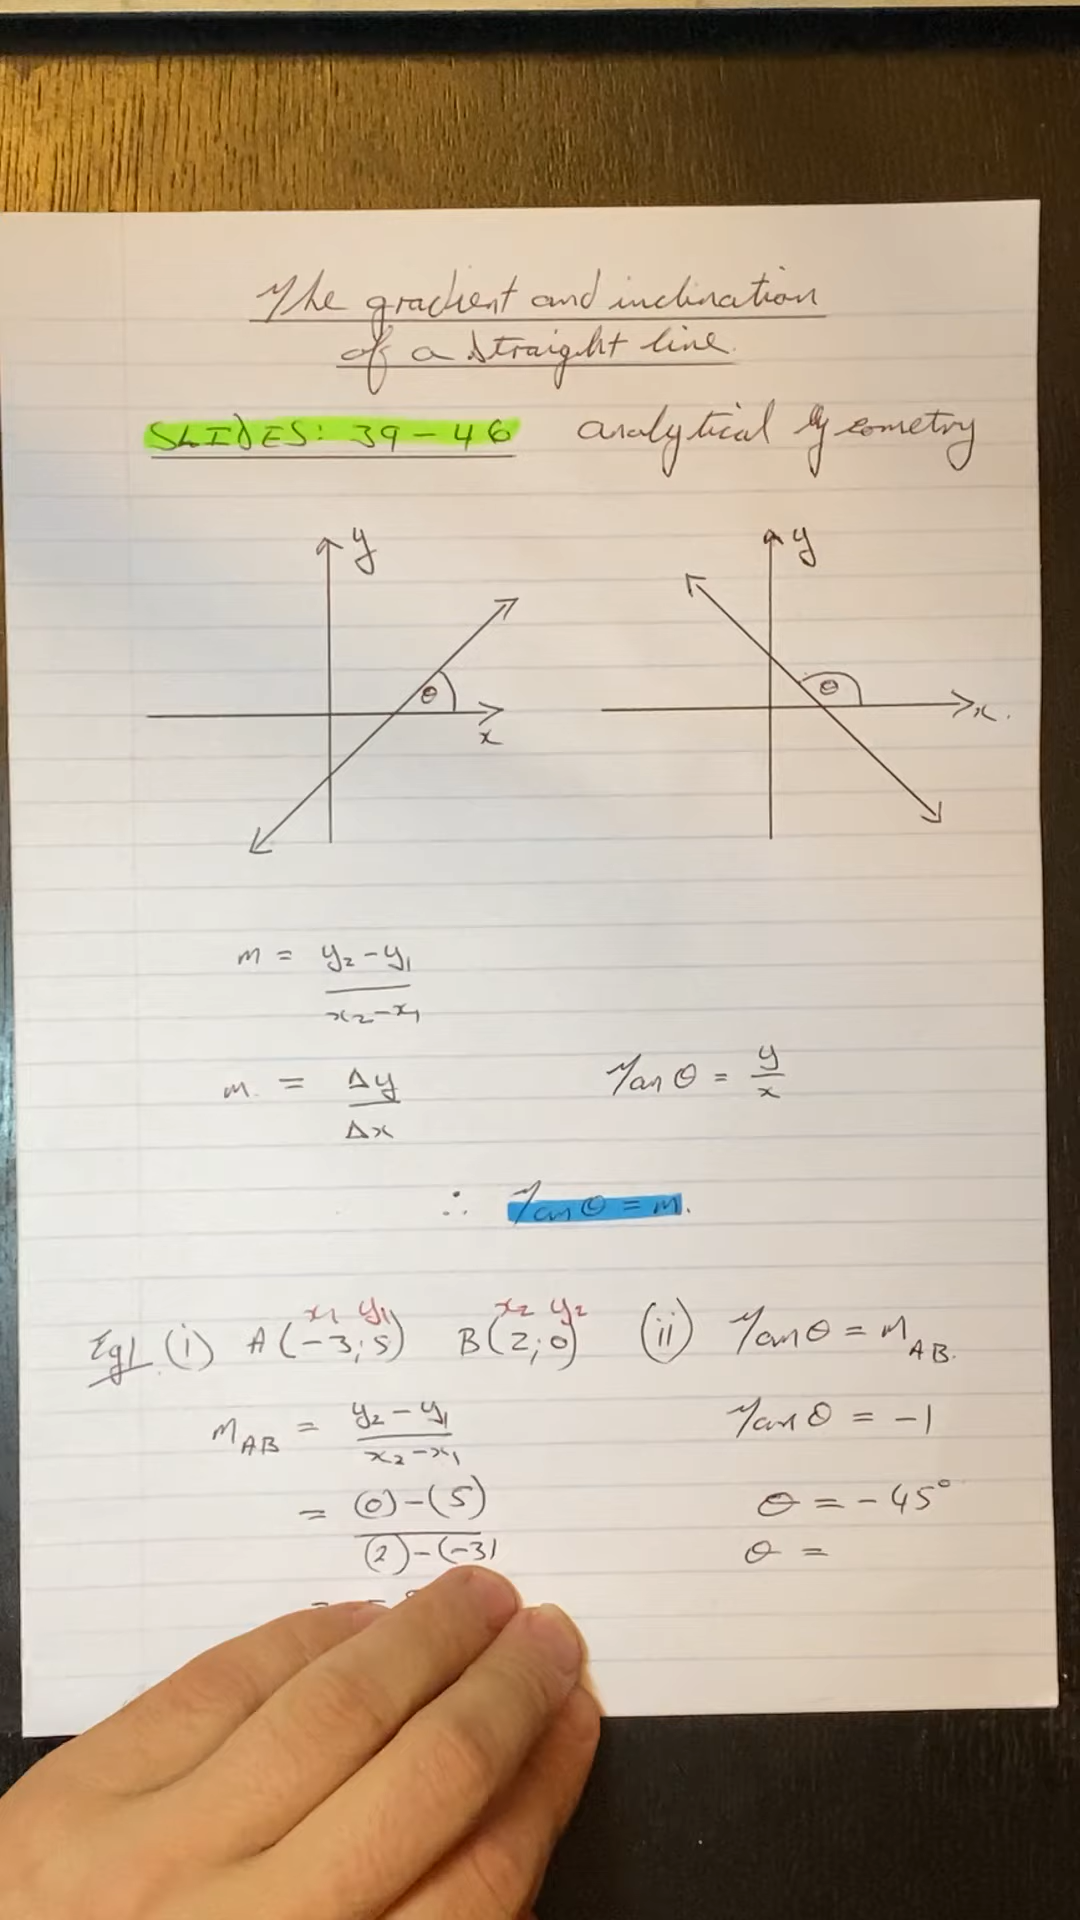 The gradient and inclination
of a straight line.
SLIDES: 39 - 46 analytical geometry
y y
θ θ
x x.
m = y₂ - y₁ / x₂ - x₁
m. = Δy / Δx Tan θ = y / x
∴ Tan θ = m.
x₁ y₁ x₂ y₂
Eg1. (i) A (-3; 5) B (2; 0) (ii) Tan θ = m AB.
m AB = y₂ - y₁ / x₂ - x₁ Tan θ = -1
= (0) - (5) / (2) - (-3) θ = -45°
θ =
= -